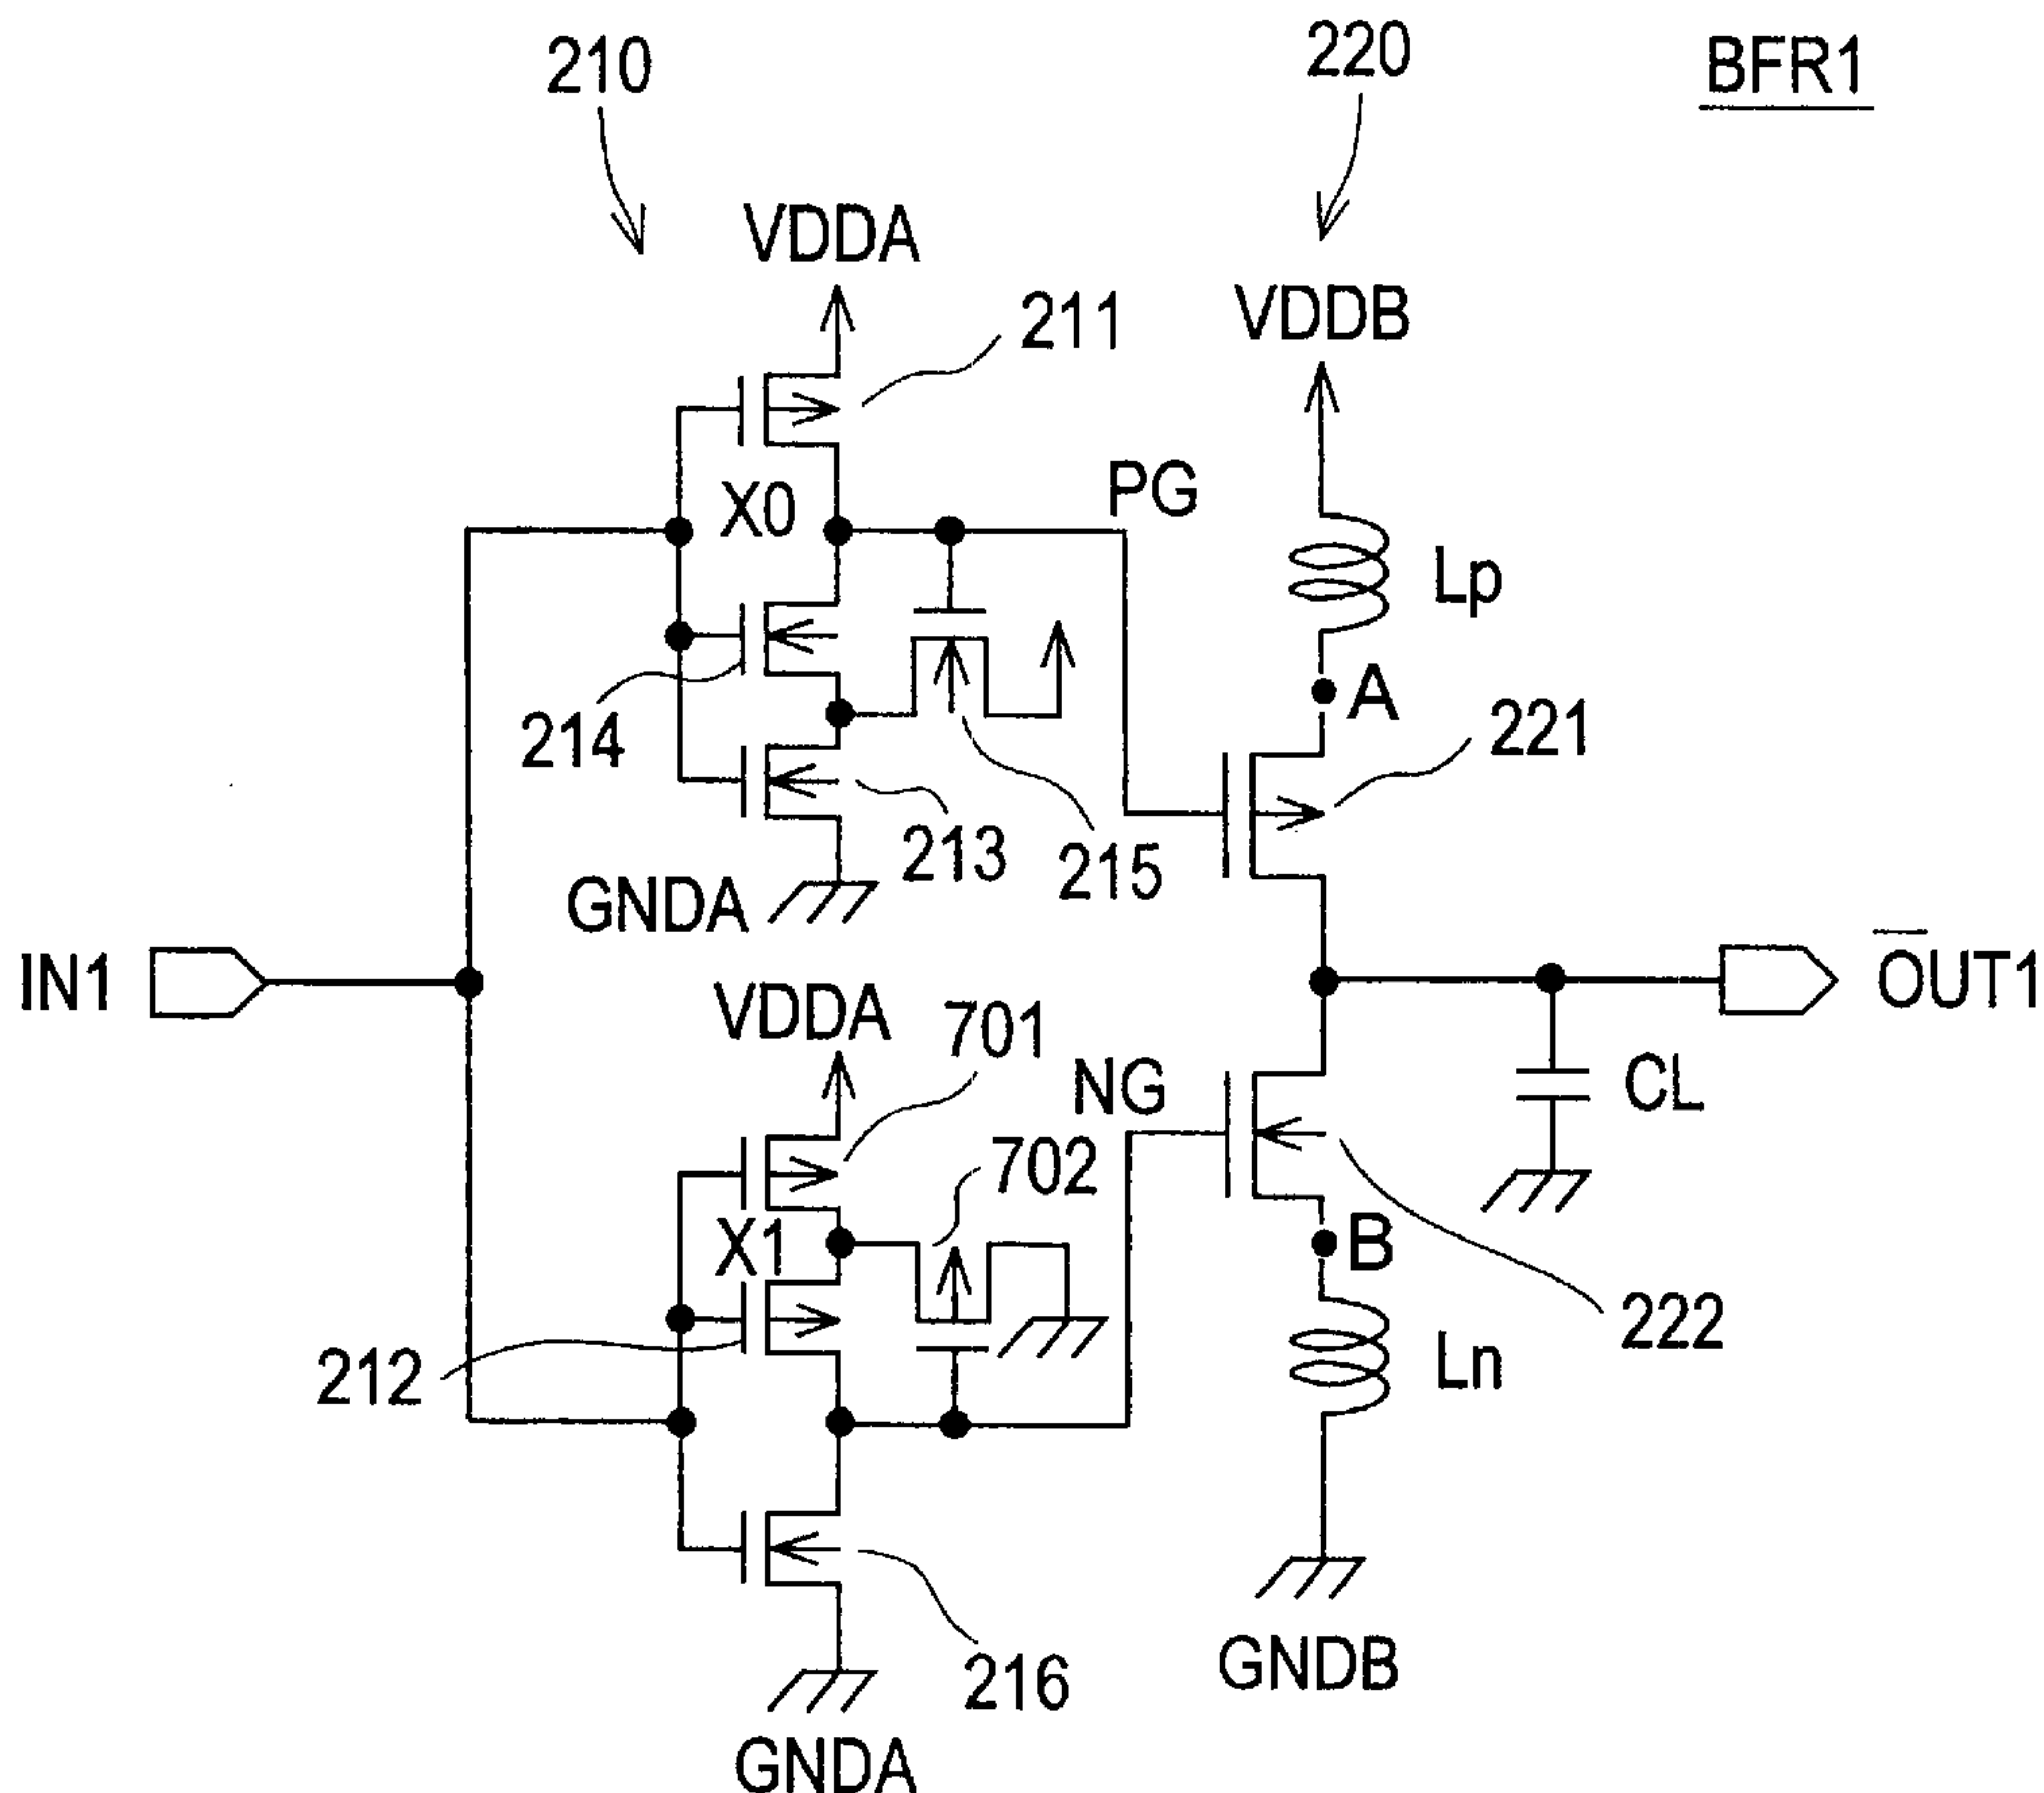 210
220
BFR1
VDDA
211
VDDB
X0
PG
Lp
A
214
221
213
215
GNDA
IN1
VDDA
701
O̅UT1
NG
CL
702
X1
B
212
222
Ln
216
GNDB
GNDA